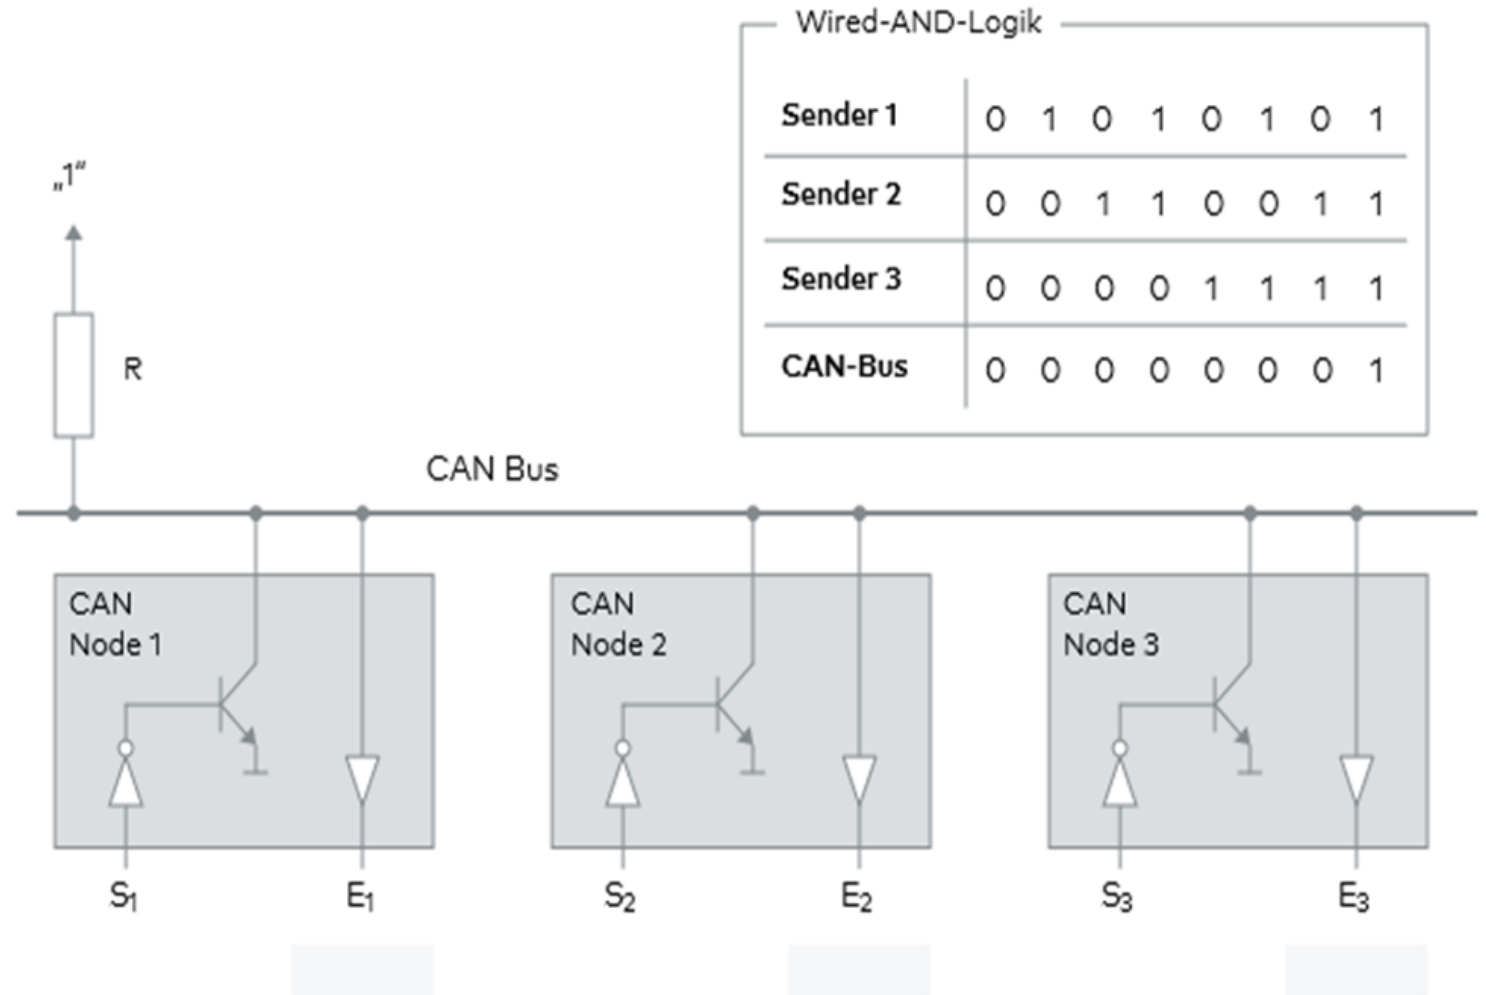 Wired-AND-Logik
Sender 1 0 1 0 1 0 1 0 1
Sender 2 0 0 1 1 0 0 1 1
Sender 3 0 0 0 0 1 1 1 1
CAN-Bus 0 0 0 0 0 0 0 1
„1“
R
CAN Bus
CAN
Node 1
CAN
Node 2
CAN
Node 3
S1 E1 S2 E2 S3 E3